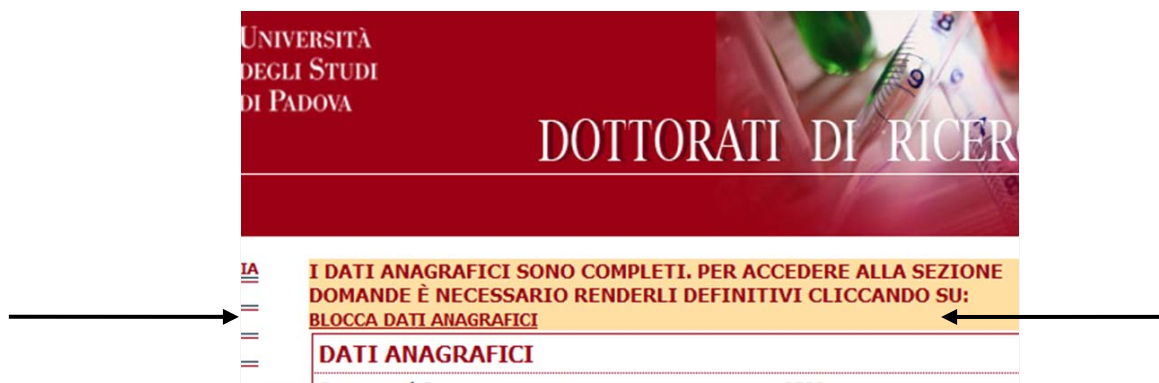 UNIVERSITÀ
DEGLI STUDI
DI PADOVA
DOTTORATI DI RICER
IA
I DATI ANAGRAFICI SONO COMPLETI. PER ACCEDERE ALLA SEZIONE
DOMANDE È NECESSARIO RENDERLI DEFINITIVI CLICCANDO SU:
BLOCCA DATI ANAGRAFICI
DATI ANAGRAFICI